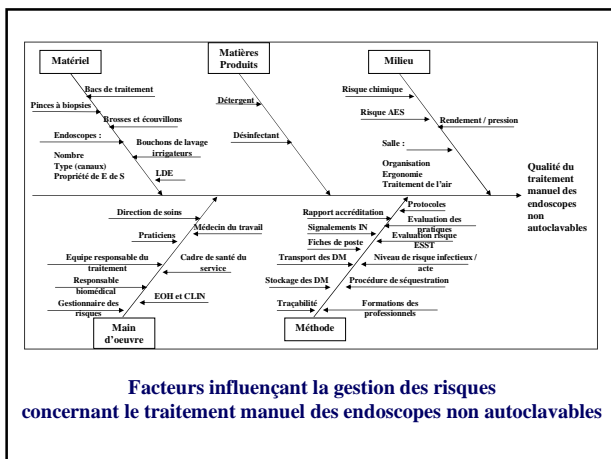 Matériel
Matières
Produits
Milieu
Bacs de traitement
Pinces à biopsies
Brosses et écouvillons
Endoscopes :
Bouchons de lavage
irrigateurs
Nombre
Type (canaux)
Propriété de E de S
LDE
Détergent
Désinfectant
Risque chimique
Risque AES
Rendement / pression
Salle :
Organisation
Ergonomie
Traitement de l'air
Qualité du
traitement
manuel des
endoscopes
non
autoclavables
Direction de soins
Médecin du travail
Praticiens
Equipe responsable du
traitement
Cadre de santé du
service
Responsable
biomédical
EOH et CLIN
Gestionnaire des
risques
Main
d'oeuvre
Protocoles
Rapport accréditation
Evaluation des
pratiques
Signalements IN
Evaluation risque
ESST
Fiches de poste
Transport des DM
Niveau de risque infectieux /
acte
Stockage des DM
Procédure de séquestration
Traçabilité
Formations des
professionnels
Méthode
Facteurs influençant la gestion des risques
concernant le traitement manuel des endoscopes non autoclavables